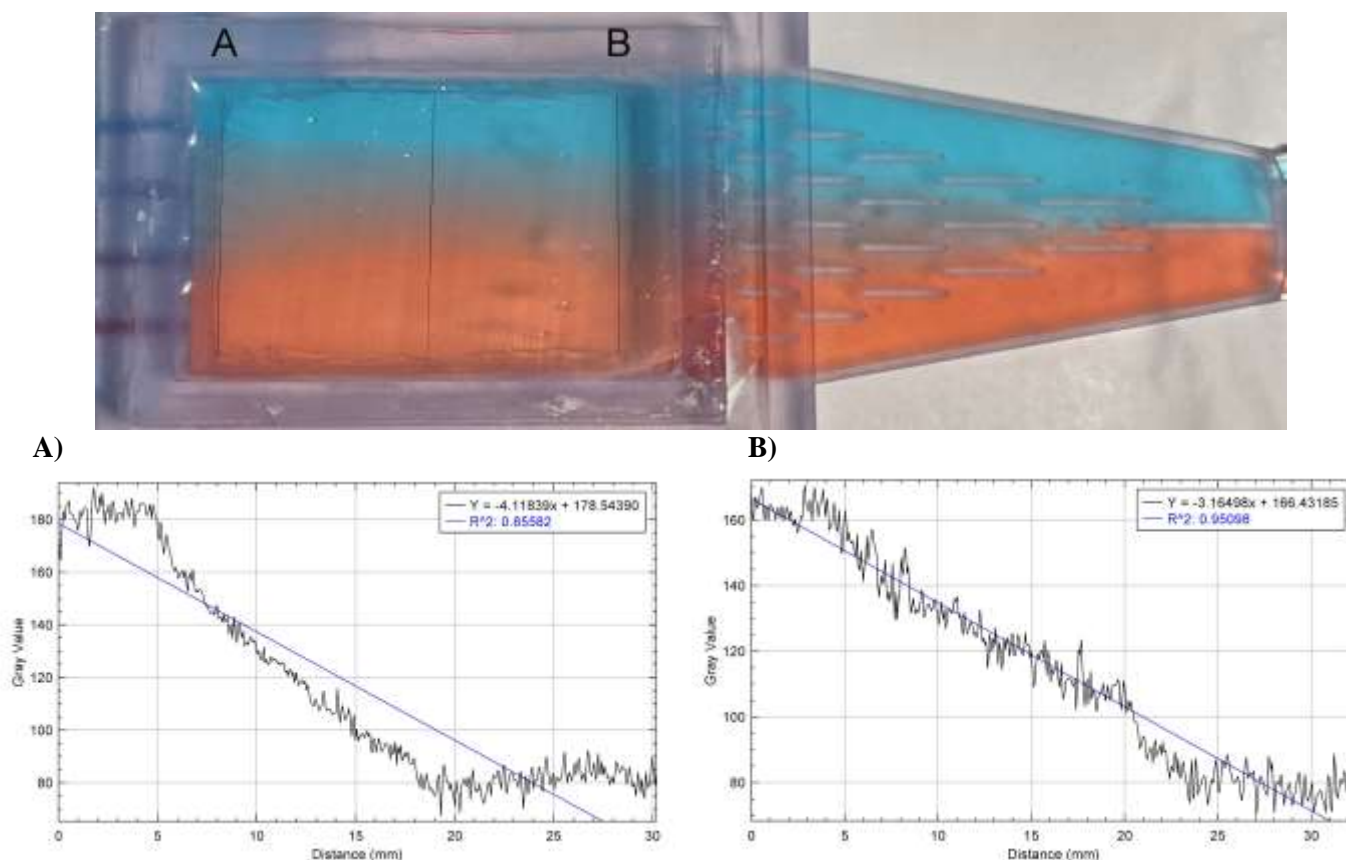 A B
A)
B)
Y = -4.11839x + 178.54390
R^2: 0.85582
180
160
140
120
100
80
Gray Value
0 5 10 15 20 25 30
Distance (mm)
Y = -3.16498x + 166.43185
R^2: 0.95098
160
140
120
100
80
Gray Value
0 5 10 15 20 25 30
Distance (mm)